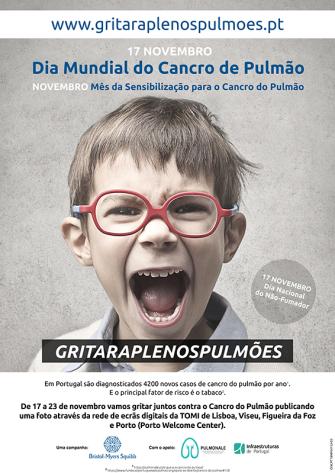 www.gritaraplenospulmoes.pt
17 NOVEMBRO
Dia Mundial do Cancro de Pulmão
NOVEMBRO Mês da Sensibilização para o Cancro do Pulmão
17 NOVEMBRO
Dia Nacional
do Não-Fumador
GRITARAPLENOSPULMÕES
Em Portugal são diagnosticados 4200 novos casos de cancro do pulmão por ano¹.
E o principal fator de risco é o tabaco².
De 17 a 23 de novembro vamos gritar juntos contra o Cancro do Pulmão publicando
uma foto através da rede de ecrãs digitais da TOMI de Lisboa, Viseu, Figueira da Foz
e Porto (Porto Welcome Center).
Uma campanha:
Bristol-Myers Squibb
Com o apoio:
PULMONALE
Infraestruturas
de Portugal